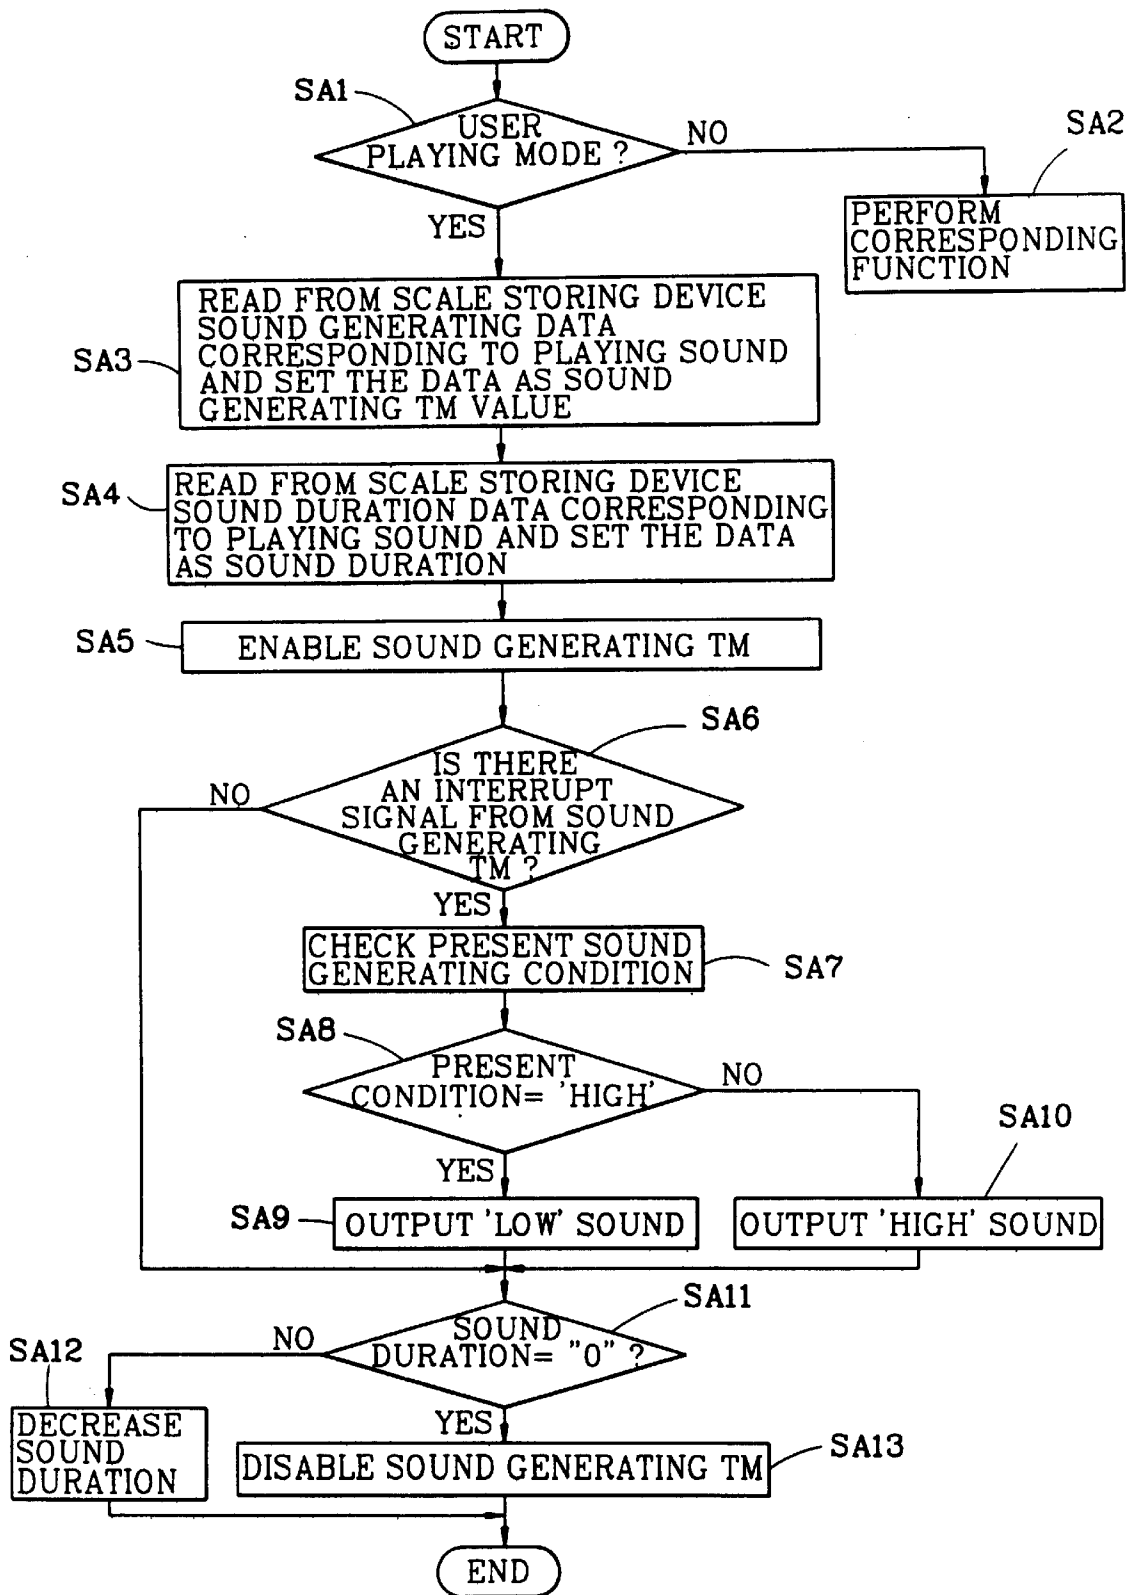 START
SA1
USER
PLAYING MODE ?
NO
SA2
YES
PERFORM
CORRESPONDING
FUNCTION
READ FROM SCALE STORING DEVICE
SOUND GENERATING DATA
CORRESPONDING TO PLAYING SOUND
AND SET THE DATA AS SOUND
GENERATING TM VALUE
SA3
SA4
READ FROM SCALE STORING DEVICE
SOUND DURATION DATA CORRESPONDING
TO PLAYING SOUND AND SET THE DATA
AS SOUND DURATION
SA5
ENABLE SOUND GENERATING TM
SA6
IS THERE
AN INTERRUPT
SIGNAL FROM SOUND
GENERATING
TM ?
NO
YES
CHECK PRESENT SOUND
GENERATING CONDITION
SA7
SA8
PRESENT
CONDITION= 'HIGH'
NO
YES
SA10
SA9
OUTPUT 'LOW' SOUND
OUTPUT 'HIGH' SOUND
SA11
SOUND
DURATION= "0" ?
NO
SA12
YES
DECREASE
SOUND
DURATION
DISABLE SOUND GENERATING TM
SA13
END